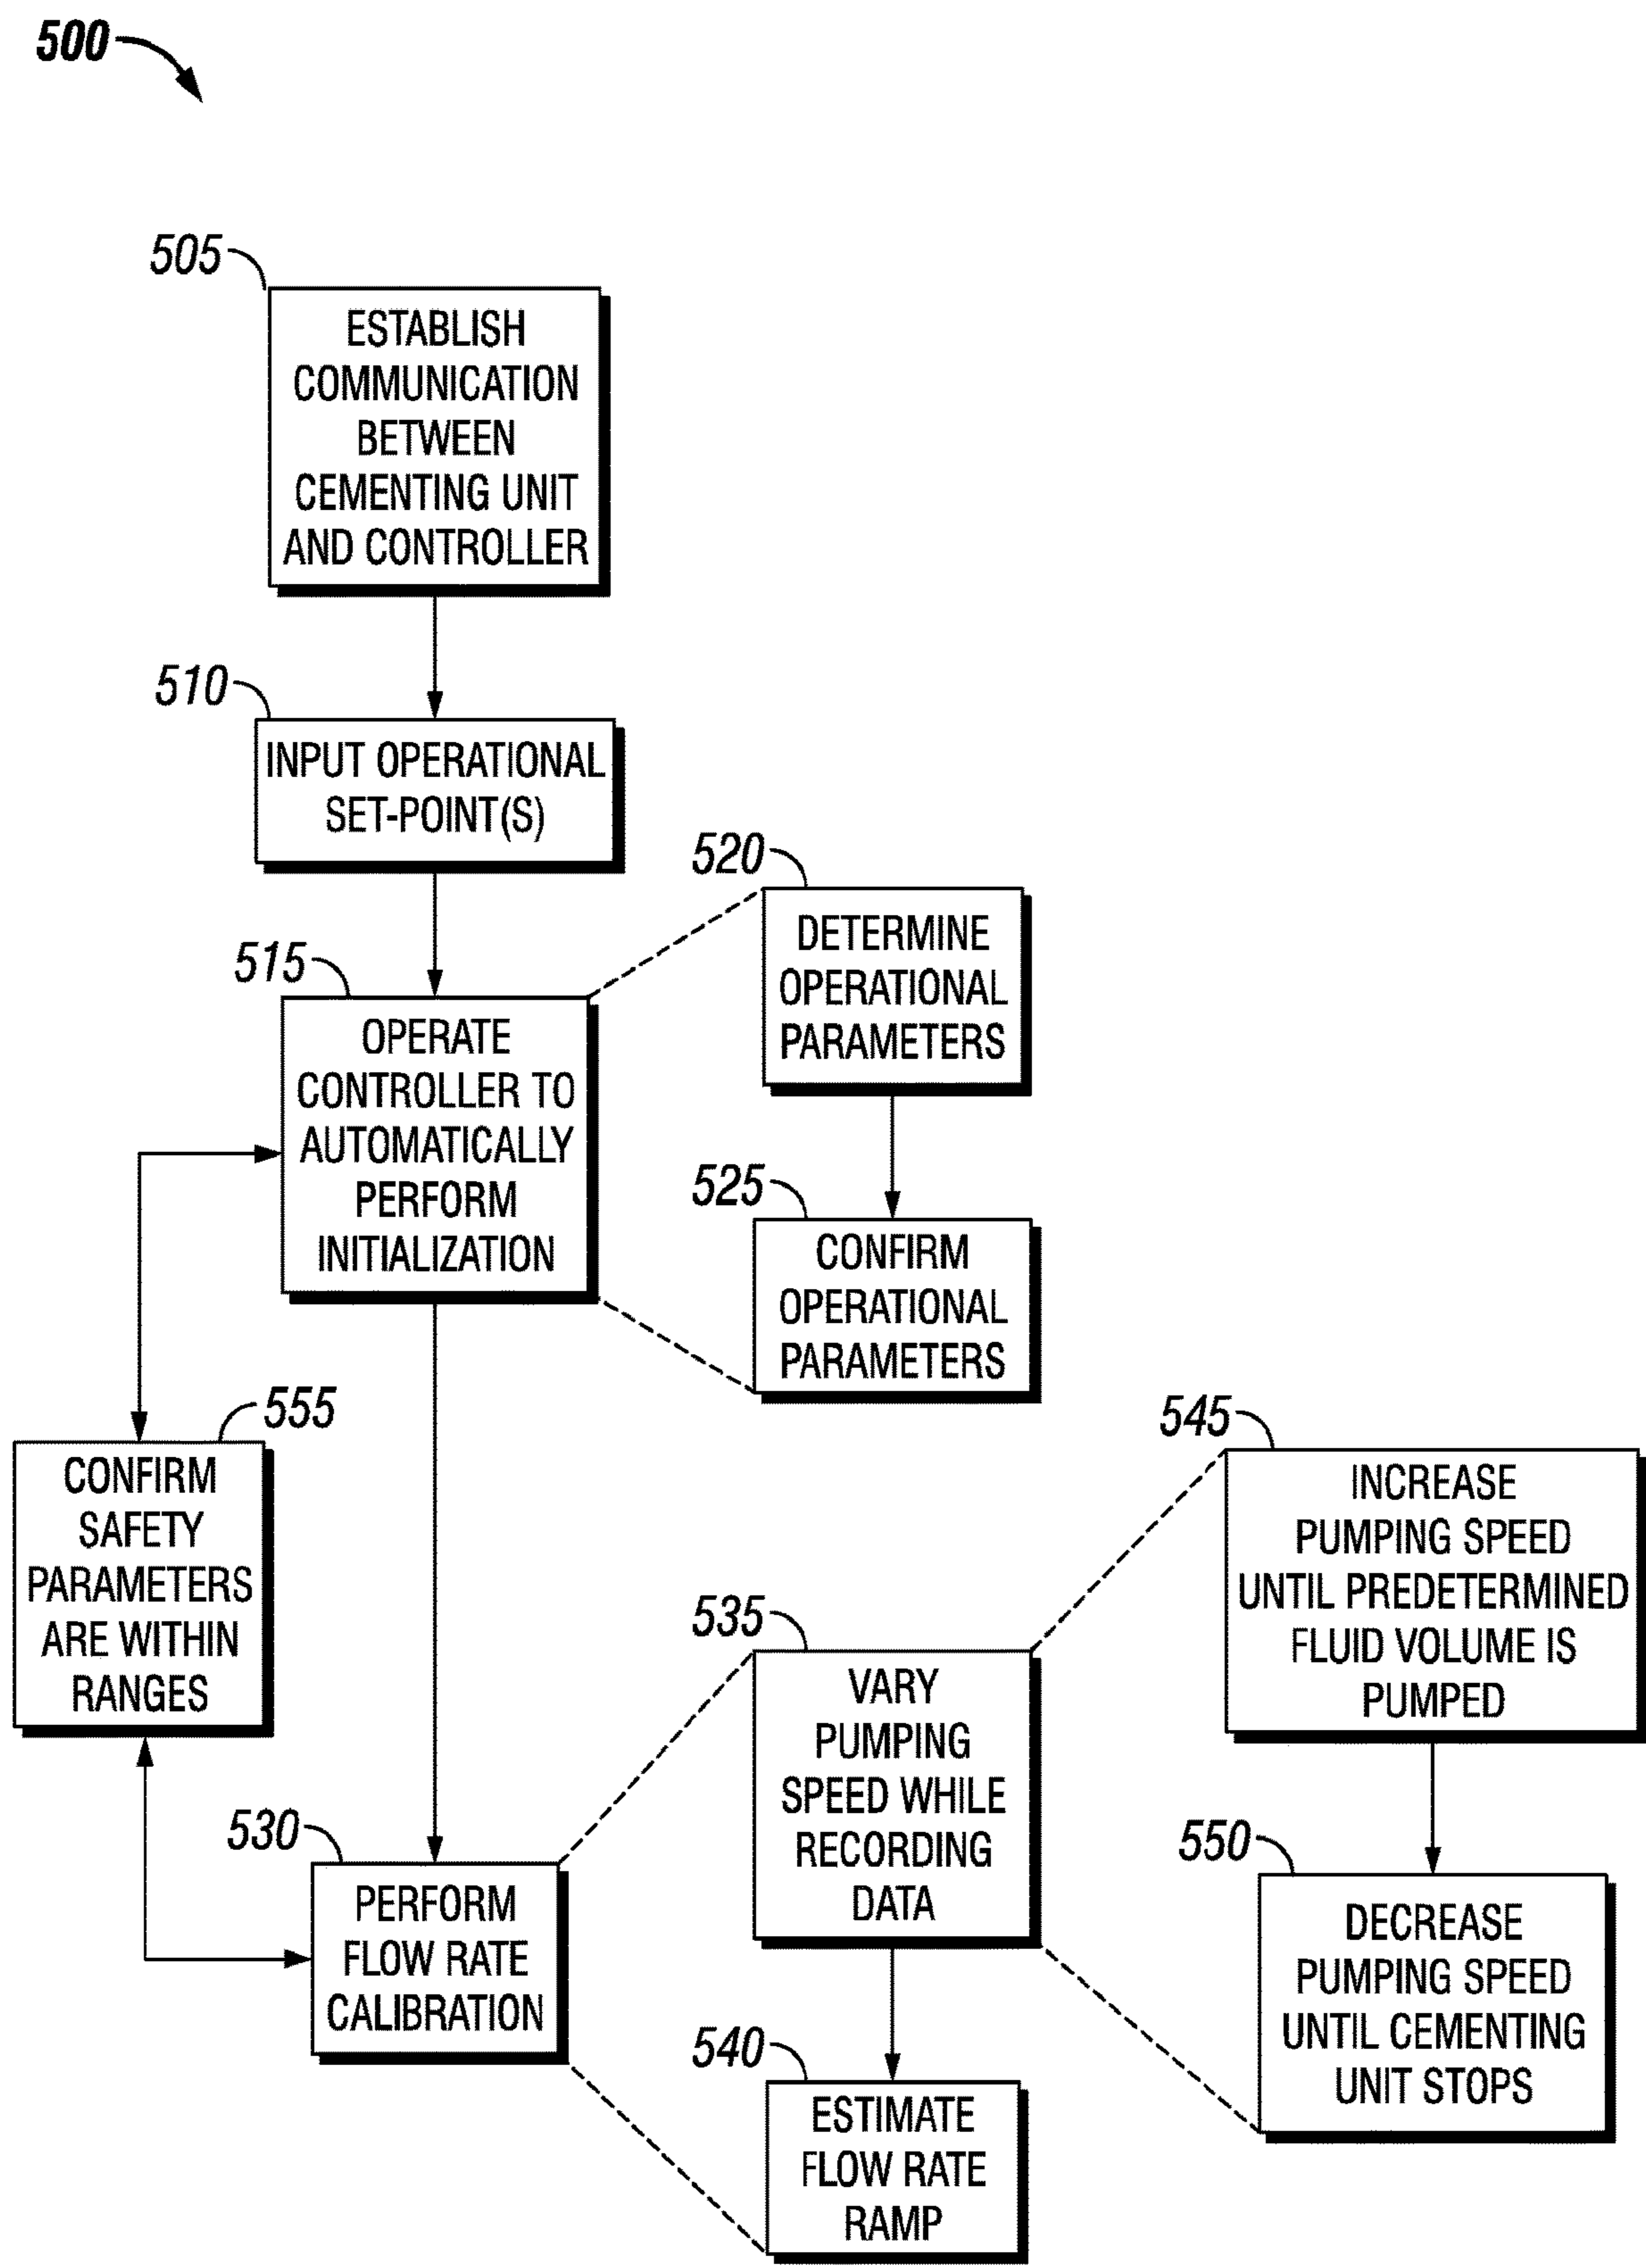 500
505
ESTABLISH
COMMUNICATION
BETWEEN
CEMENTING UNIT
AND CONTROLLER
510
INPUT OPERATIONAL
SET-POINT(S)
515
OPERATE
CONTROLLER TO
AUTOMATICALLY
PERFORM
INITIALIZATION
520
DETERMINE
OPERATIONAL
PARAMETERS
525
CONFIRM
OPERATIONAL
PARAMETERS
555
CONFIRM
SAFETY
PARAMETERS
ARE WITHIN
RANGES
530
PERFORM
FLOW RATE
CALIBRATION
535
VARY
PUMPING
SPEED WHILE
RECORDING
DATA
540
ESTIMATE
FLOW RATE
RAMP
545
INCREASE
PUMPING SPEED
UNTIL PREDETERMINED
FLUID VOLUME IS
PUMPED
550
DECREASE
PUMPING SPEED
UNTIL CEMENTING
UNIT STOPS